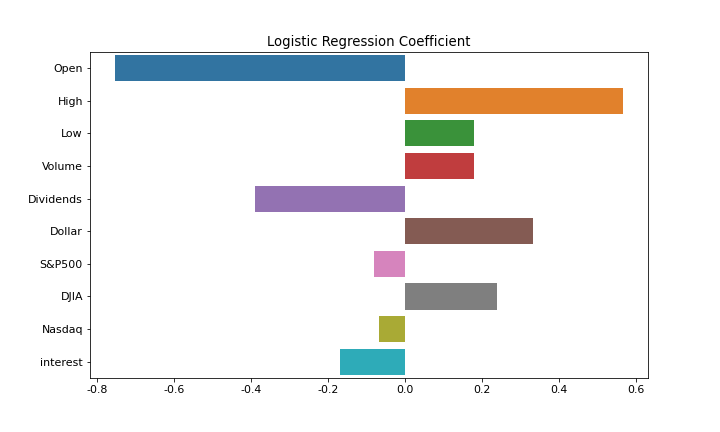 Logistic Regression Coefficient
Open
High
Low
Volume
Dividends
Dollar
S&P500
DJIA
Nasdaq
interest
-0.8 -0.6 -0.4 -0.2 0.0 0.2 0.4 0.6